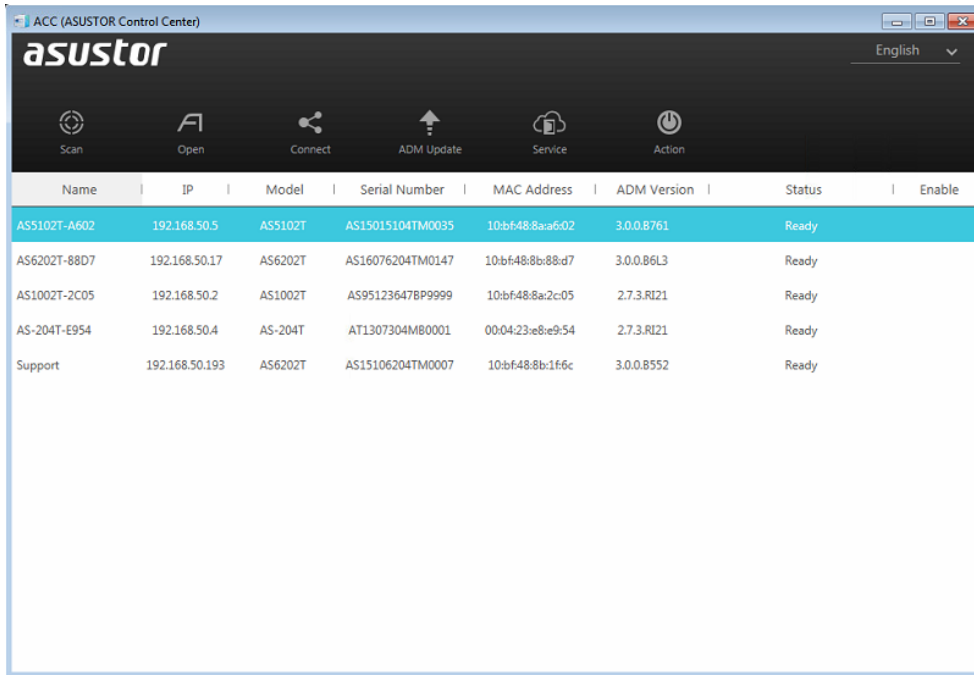 ACC (ASUSTOR Control Center)
asustor
English
Scan Open Connect ADM Update Service Action
Name IP Model Serial Number MAC Address ADM Version Status Enable
AS5102T-A602 192.168.50.5 AS5102T AS15015104TM0035 10:bf:48:8a:a6:02 3.0.0.B761 Ready
AS6202T-88D7 192.168.50.17 AS6202T AS16076204TM0147 10:bf:48:8b:88:d7 3.0.0.B6L3 Ready
AS1002T-2C05 192.168.50.2 AS1002T AS95123647BP9999 10:bf:48:8a:2c:05 2.7.3.RI21 Ready
AS-204T-E954 192.168.50.4 AS-204T AT1307304MB0001 00:04:23:e8:e9:54 2.7.3.RI21 Ready
Support 192.168.50.193 AS6202T AS15106204TM0007 10:bf:48:8b:1f:6c 3.0.0.B552 Ready